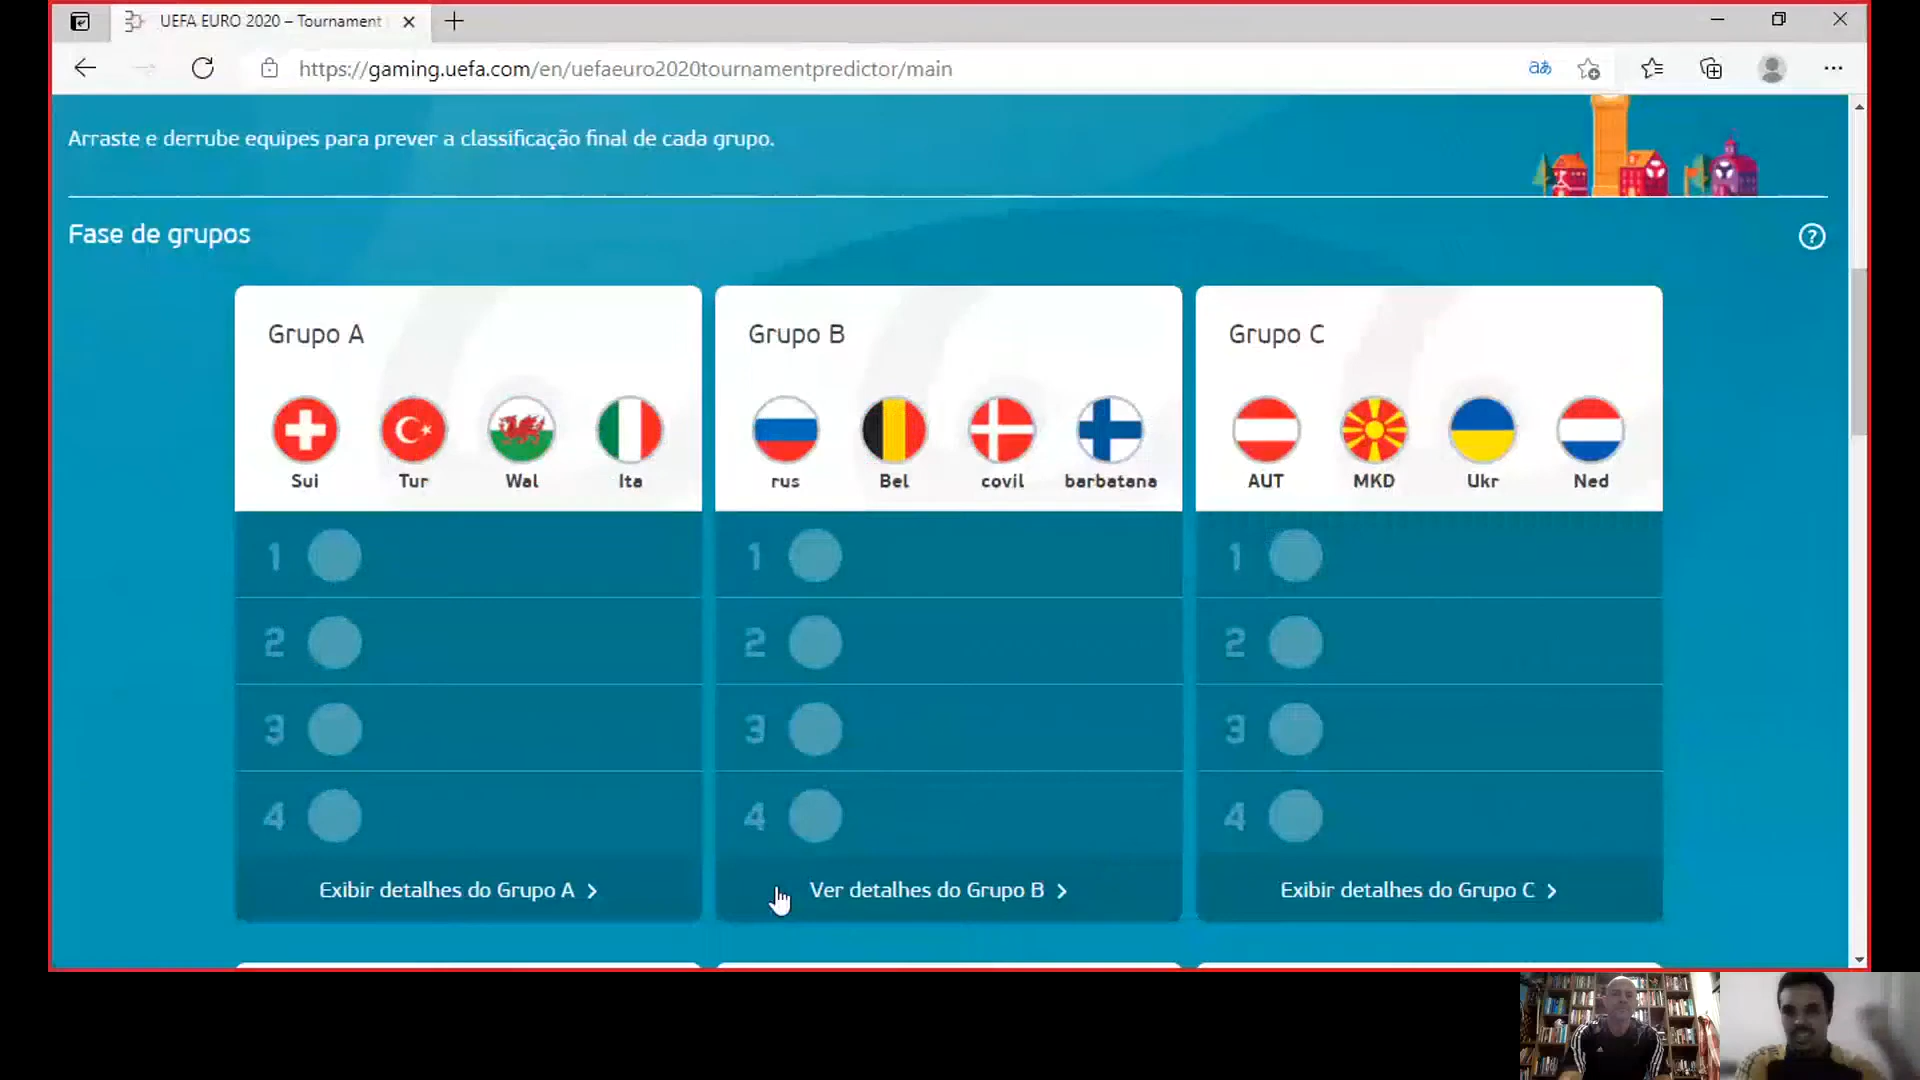 UEFA EURO 2020 – Tournament
https://gaming.uefa.com/en/uefaeuro2020tournamentpredictor/main
aあ
Arraste e derrube equipes para prever a classificação final de cada grupo.
Fase de grupos
?
Grupo A
Sui Tur Wal Ita
1
2
3
4
Exibir detalhes do Grupo A
Grupo B
rus Bel covil barbatana
1
2
3
4
Ver detalhes do Grupo B
Grupo C
AUT MKD Ukr Ned
1
2
3
4
Exibir detalhes do Grupo C